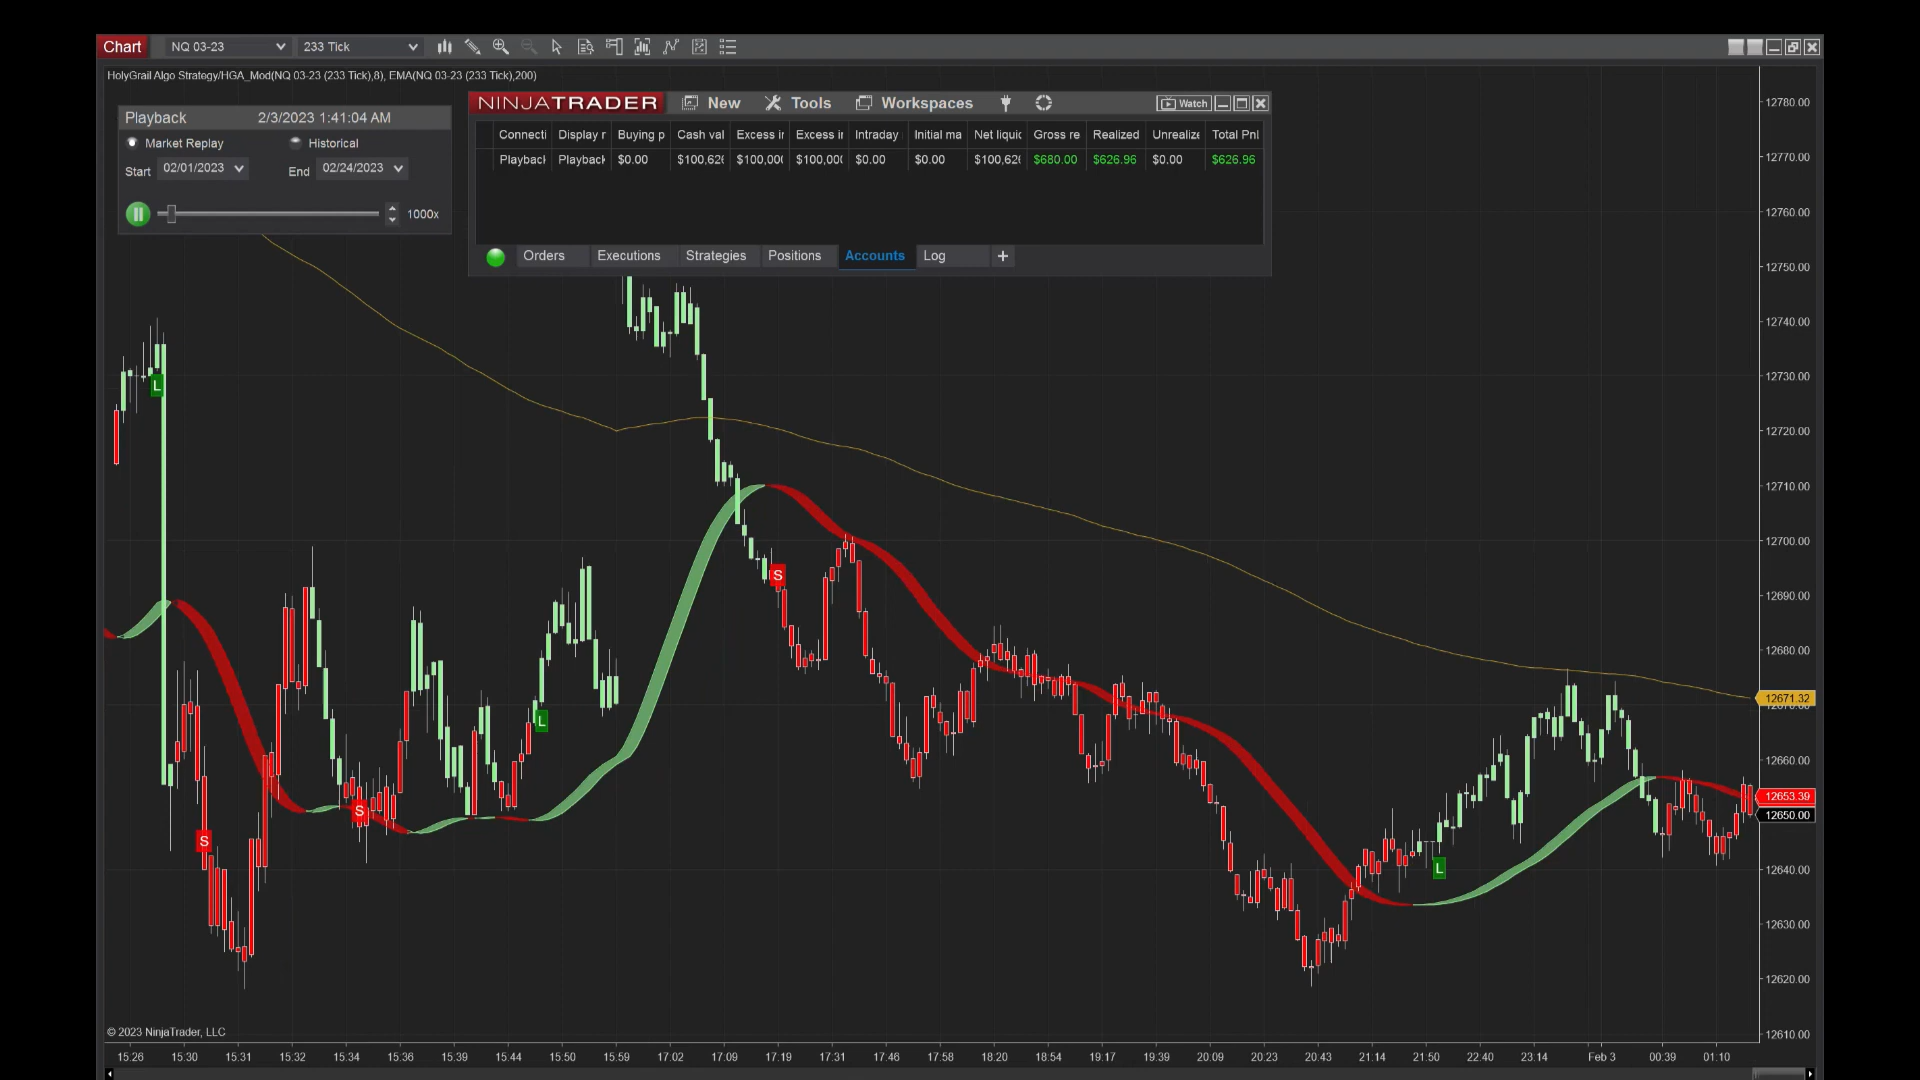 Chart NQ 03-23 233 Tick
HolyGrail Algo Strategy/HGA_Mod(NQ 03-23 (233 Tick),8), EMA(NQ 03-23 (233 Tick),200)
Playback 2/3/2023 1:41:04 AM
Market Replay Historical
Start 02/01/2023 End 02/24/2023
1000x
NINJATRADER New Tools Workspaces Watch
Connecti Display r Buying p Cash val Excess ir Excess ir Intraday Initial ma Net liquic Gross re Realized Unrealize Total Pnl
Playback Playback $0.00 $100,626 $100,000 $100,000 $0.00 $0.00 $100,626 $680.00 $626.96 $0.00 $626.96
Orders Executions Strategies Positions Accounts Log +
12780.00
12770.00
12760.00
12750.00
12740.00
12730.00
12720.00
12710.00
12700.00
12690.00
12680.00
12671.32
12670.00
12660.00
12653.39
12650.00
12640.00
12630.00
12620.00
12610.00
L
S
S
L
S
L
© 2023 NinjaTrader, LLC
15:26 15:30 15:31 15:32 15:34 15:36 15:39 15:44 15:50 15:59 17:02 17:09 17:19 17:31 17:46 17:58 18:20 18:54 19:17 19:39 20:09 20:23 20:43 21:14 21:50 22:40 23:14 Feb 3 00:39 01:10